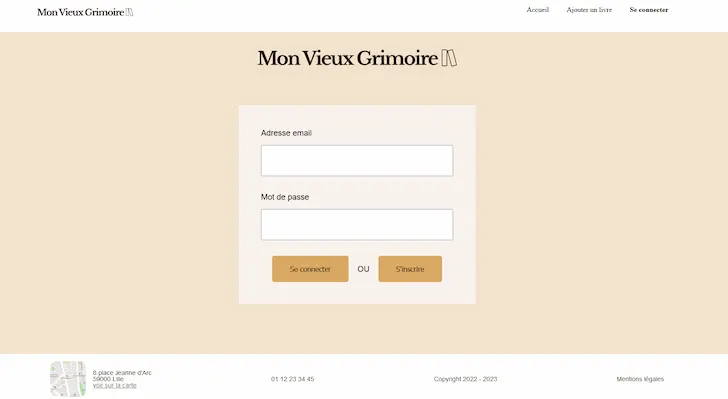 Mon Vieux Grimoire
Accueil
Ajouter un livre
Se connecter
Mon Vieux Grimoire
Adresse email
Mot de passe
Se connecter
OU
S'inscrire
8 place Jeanne d'Arc
59000 Lille
voir sur la carte
01 12 23 34 45
Copyright 2022 - 2023
Mentions légales